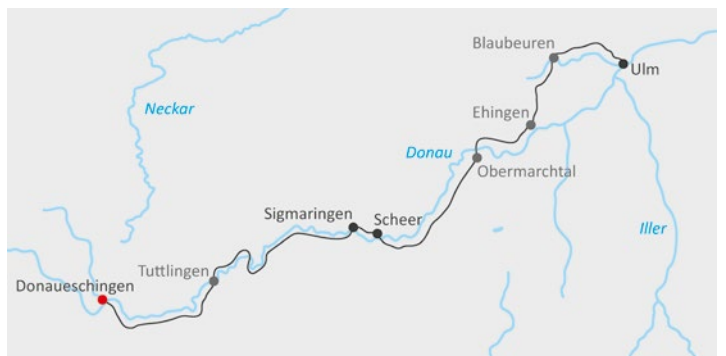 Blaubeuren
Ulm
Neckar
Ehingen
Donau
Obermarchtal
Sigmaringen
Scheer
Iller
Tuttlingen
Donaueschingen